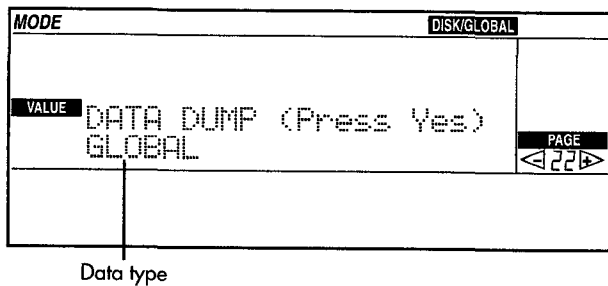 MODE DISK/GLOBAL
VALUE DATA DUMP (Press Yes)
GLOBAL
PAGE
- 22 +
Data type